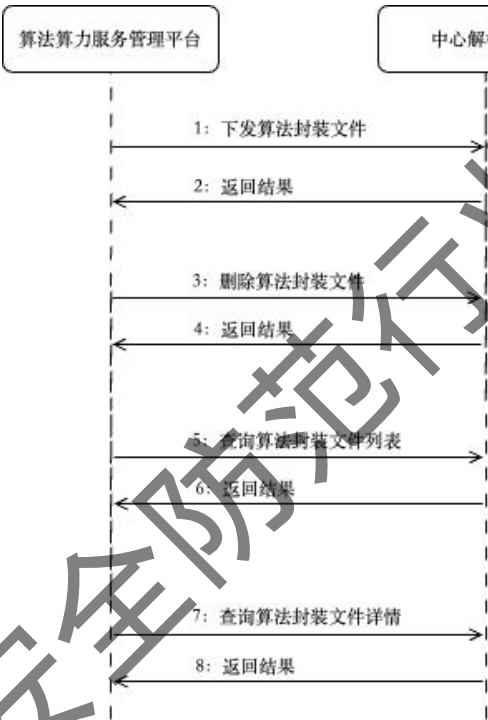 算法算力服务管理平台
中心解
1：下发算法封装文件
2：返回结果
3：删除算法封装文件
4：返回结果
5：查询算法封装文件列表
6：返回结果
7：查询算法封装文件详情
8：返回结果
安全防范行